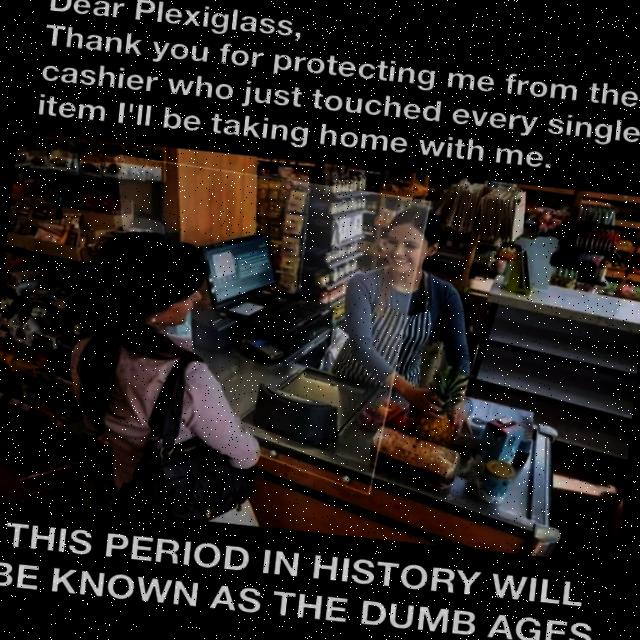 Dear Plexiglass,
Thank you for protecting me from the
cashier who just touched every single
item I'll be taking home with me.
THIS PERIOD IN HISTORY WILL
BE KNOWN AS THE DUMB AGES